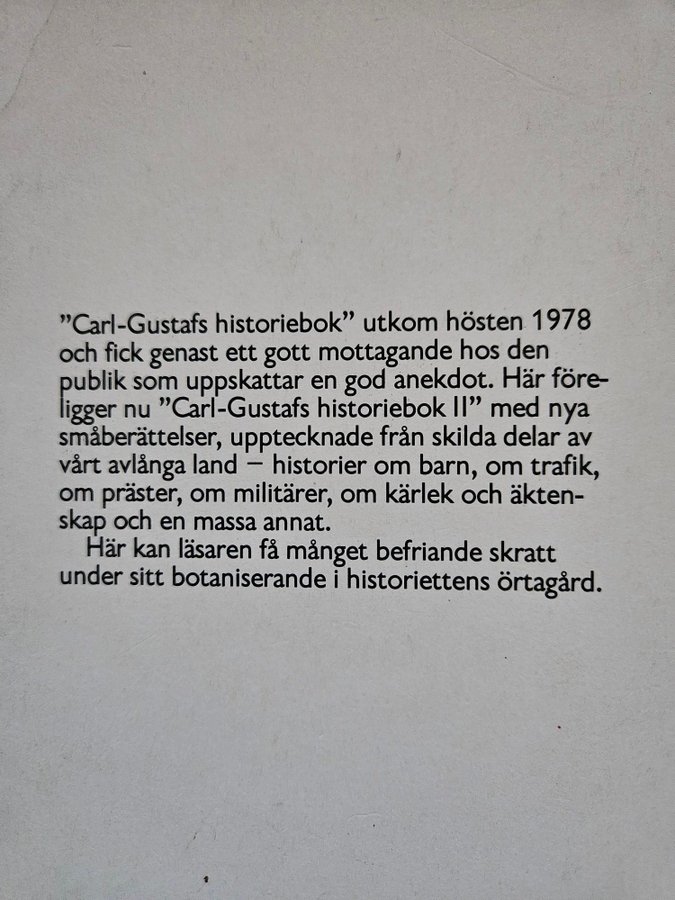 ”Carl-Gustafs historiebok” utkom hösten 1978
och fick genast ett gott mottagande hos den
publik som uppskattar en god anekdot. Här före-
ligger nu ”Carl-Gustafs historiebok II” med nya
småberättelser, upptecknade från skilda delar av
vårt avlånga land – historier om barn, om trafik,
om präster, om militärer, om kärlek och äkten-
skap och en massa annat.
Här kan läsaren få månget befriande skratt
under sitt botaniserande i historiettens örtagård.